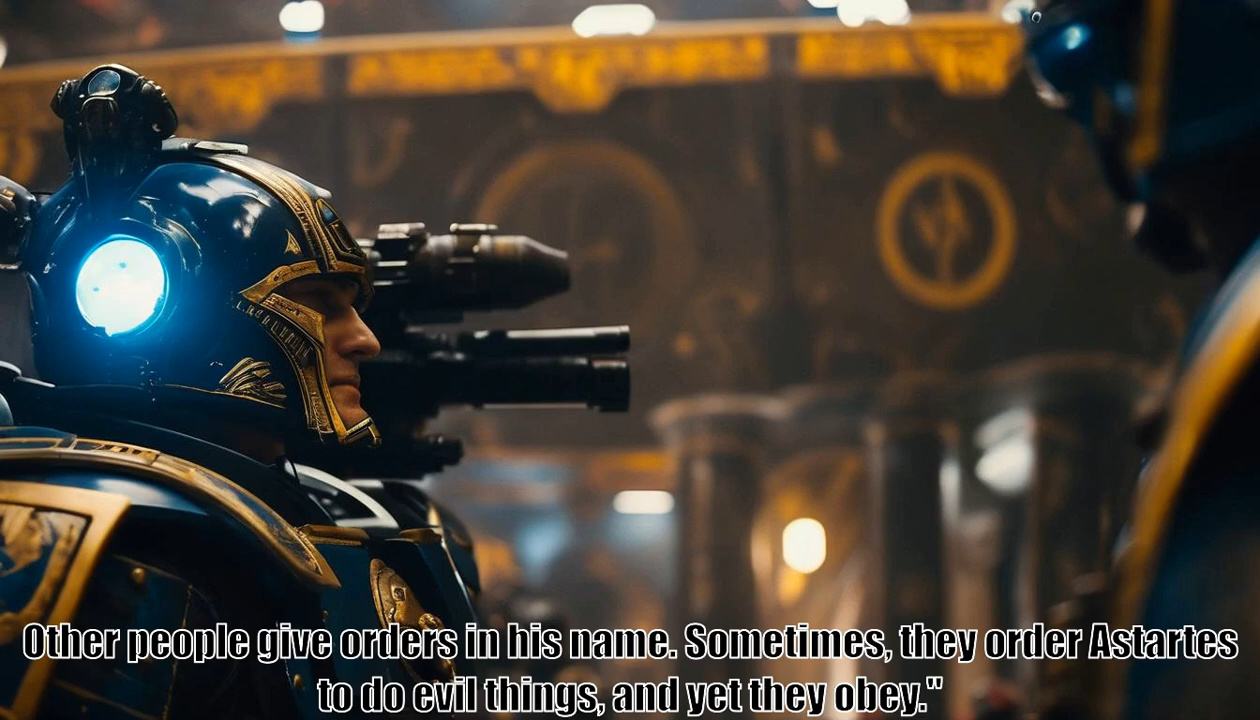 Other people give orders in his name. Sometimes, they order Astartes
to do evil things, and yet they obey."